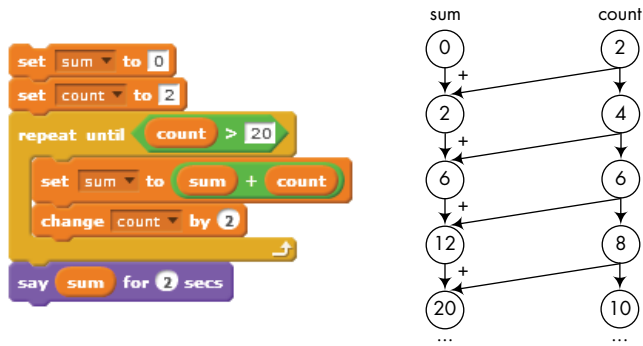 set sum to 0
set count to 2
repeat until count > 20
set sum to sum + count
change count by 2
say sum for 2 secs
sum count
0 2
+
2 4
+
6 6
+
12 8
+
20 10
... ...